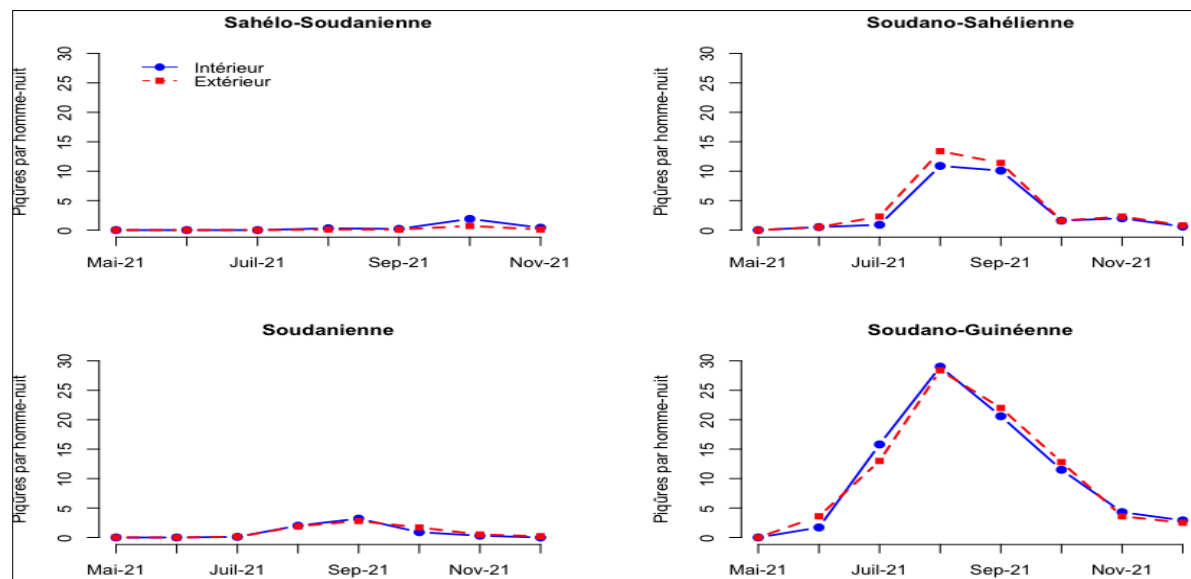 Sahélo-Soudanienne
Piqûres par homme-nuit
30
25
20
15
10
5
0
Intérieur
Extérieur
Mai-21 Juil-21 Sep-21 Nov-21
Soudano-Sahélienne
Piqûres par homme-nuit
30
25
20
15
10
5
0
Mai-21 Juil-21 Sep-21 Nov-21
Soudanienne
Piqûres par homme-nuit
30
25
20
15
10
5
0
Mai-21 Juil-21 Sep-21 Nov-21
Soudano-Guinéenne
Piqûres par homme-nuit
30
25
20
15
10
5
0
Mai-21 Juil-21 Sep-21 Nov-21